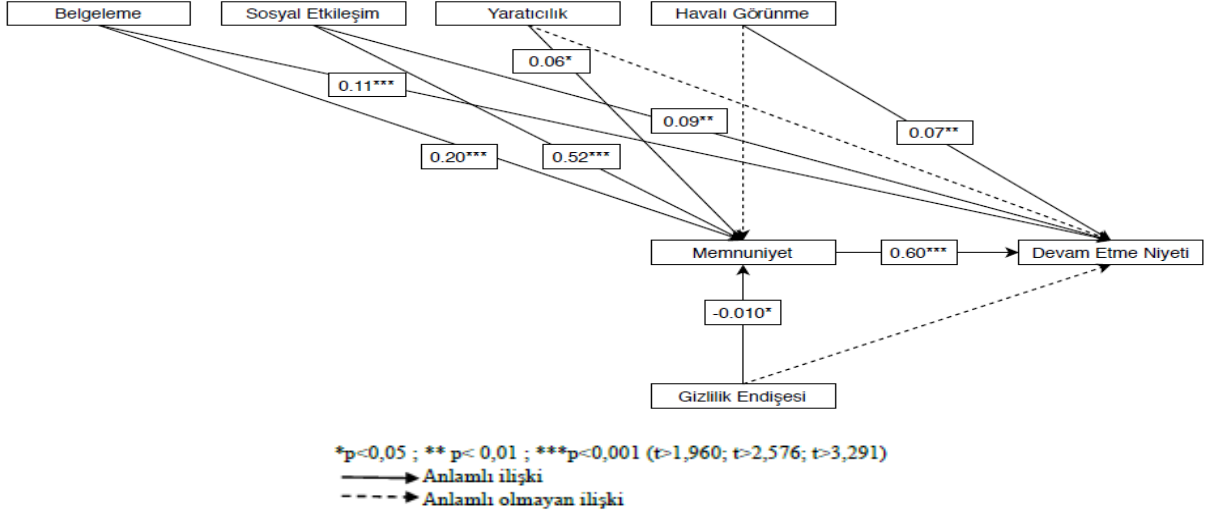 Belgeleme
Sosyal Etkileşim
Yaratıcılık
Havalı Görünme
0.06*
0.11***
0.09**
0.07**
0.20***
0.52***
Memnuniyet
0.60***
Devam Etme Niyeti
-0.010*
Gizlilik Endişesi
*p<0,05 ; ** p< 0,01 ; ***p<0,001 (t>1,960; t>2,576; t>3,291)
Anlamlı ilişki
Anlamlı olmayan ilişki